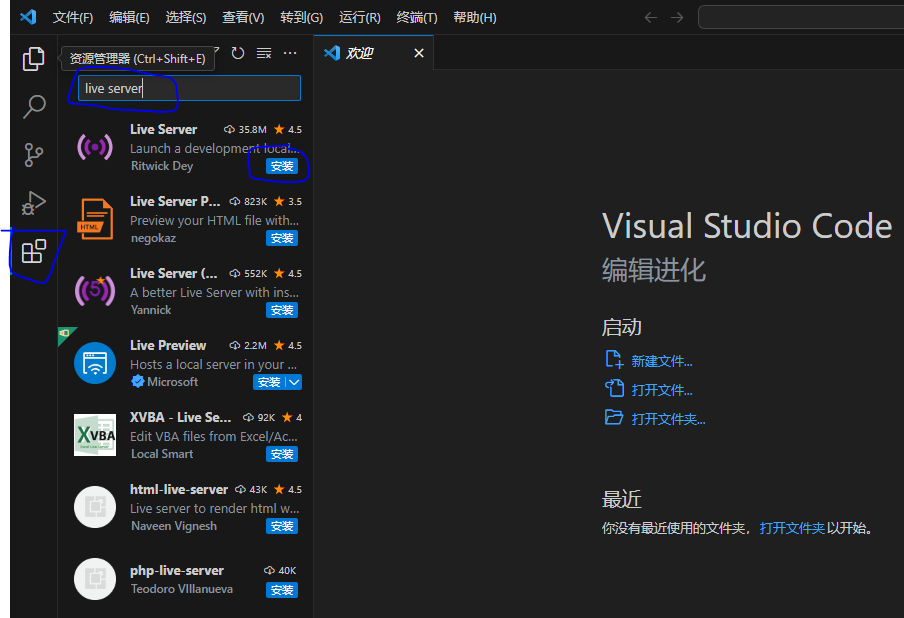 文件(F) 编辑(E) 选择(S) 查看(V) 转到(G) 运行(R) 终端(T) 帮助(H)
资源管理器 (Ctrl+Shift+E)
欢迎
live server
Live Server 35.8M 4.5
Launch a development local...
Ritwick Dey 安装
Live Server P... 823K 3.5
Preview your HTML file with...
negokaz 安装
Live Server (... 552K 4.5
A better Live Server with ins...
Yannick 安装
Live Preview 2.2M 4.5
Hosts a local server in your ...
Microsoft 安装
XVBA - Live Se... 92K 4
Edit VBA files from Excel/Ac...
Local Smart 安装
html-live-server 43K 4.5
Live server to render html w...
Naveen Vignesh 安装
php-live-server 40K
Teodoro VIllanueva 安装
Visual Studio Code
编辑进化
启动
新建文件...
打开文件...
打开文件夹...
最近
你没有最近使用的文件夹，打开文件夹以开始。